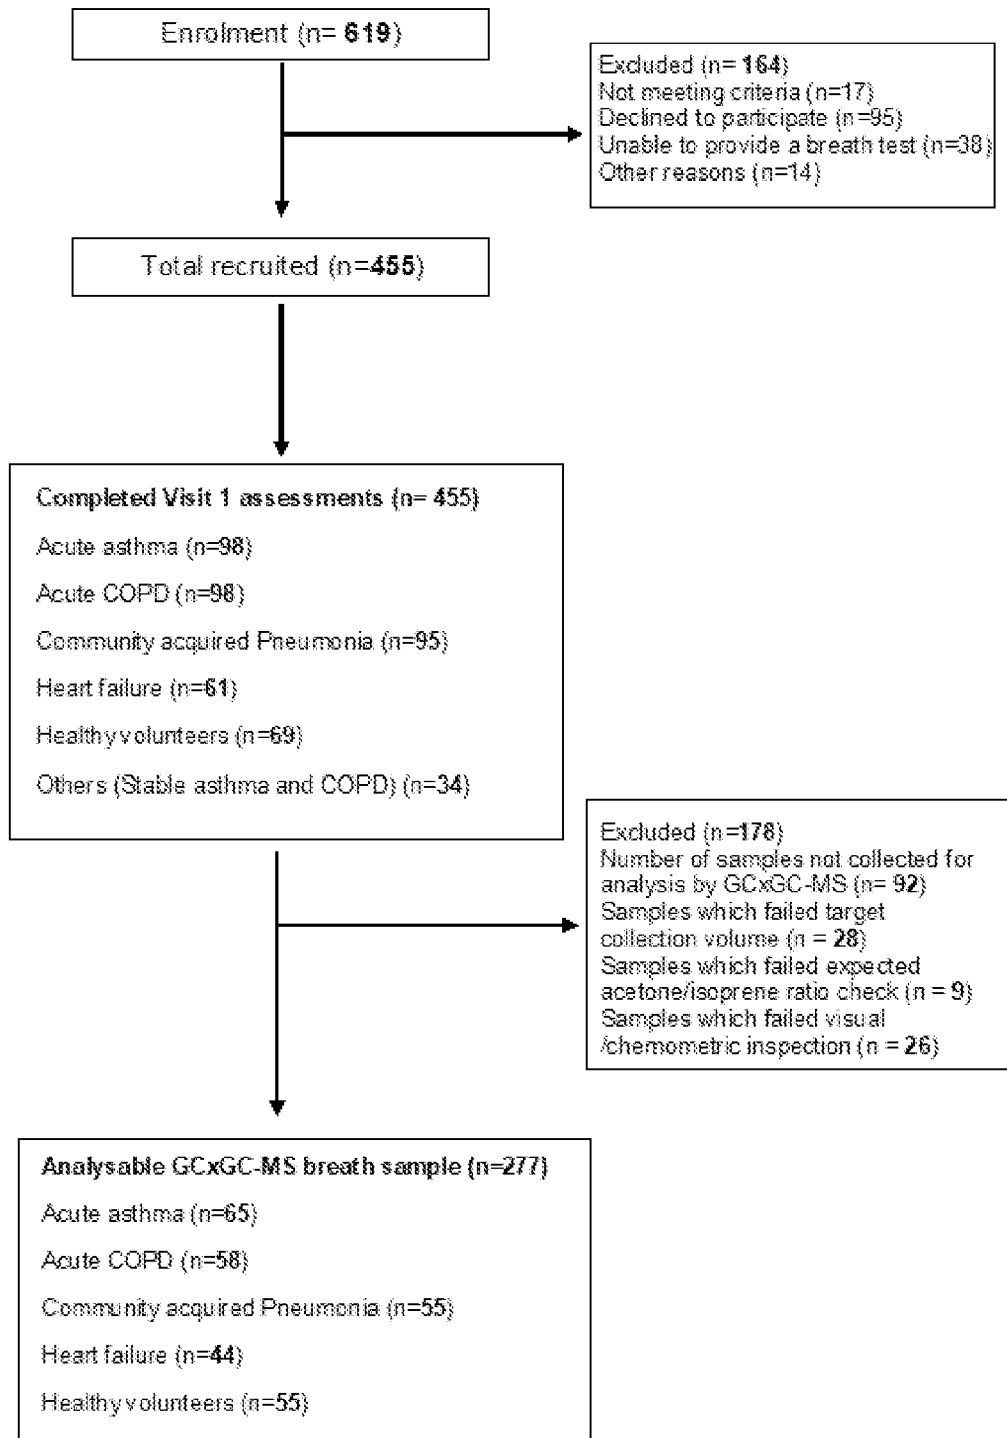 Enrolment (n= 619)
Excluded (n= 164)
Not meeting criteria (n=17)
Declined to participate (n=95)
Unable to provide a breath test (n=38)
Other reasons (n=14)
Total recruited (n=455)
Completed Visit 1 assessments (n= 455)
Acute asthma (n=98)
Acute COPD (n=98)
Community acquired Pneumonia (n=95)
Heart failure (n=61)
Healthy volunteers (n=69)
Others (Stable asthma and COPD) (n=34)
Excluded (n=178)
Number of samples not collected for
analysis by GCxGC-MS (n= 92)
Samples which failed target
collection volume (n = 28)
Samples which failed expected
acetone/isoprene ratio check (n = 9)
Samples which failed visual
/chemometric inspection (n = 26)
Analysable GCxGC-MS breath sample (n=277)
Acute asthma (n=65)
Acute COPD (n=58)
Community acquired Pneumonia (n=55)
Heart failure (n=44)
Healthy volunteers (n=55)